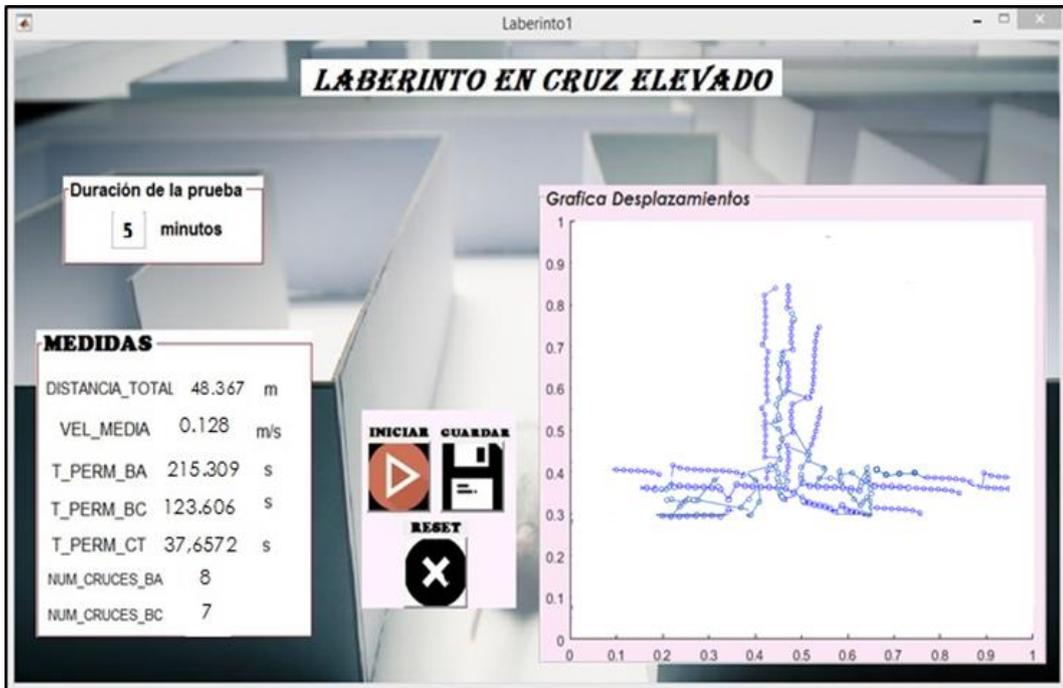 Laberinto1
LABERINTO EN CRUZ ELEVADO
Duración de la prueba
5 minutos
MEDIDAS
DISTANCIA_TOTAL 48.367 m
VEL_MEDIA 0.128 m/s
T_PERM_BA 215.309 s
T_PERM_BC 123.606 s
T_PERM_CT 37,6572 s
NUM_CRUCES_BA 8
NUM_CRUCES_BC 7
INICIAR GUARDAR
RESET
Grafica Desplazamientos
1
0.9
0.8
0.7
0.6
0.5
0.4
0.3
0.2
0.1
0
0 0.1 0.2 0.3 0.4 0.5 0.6 0.7 0.8 0.9 1